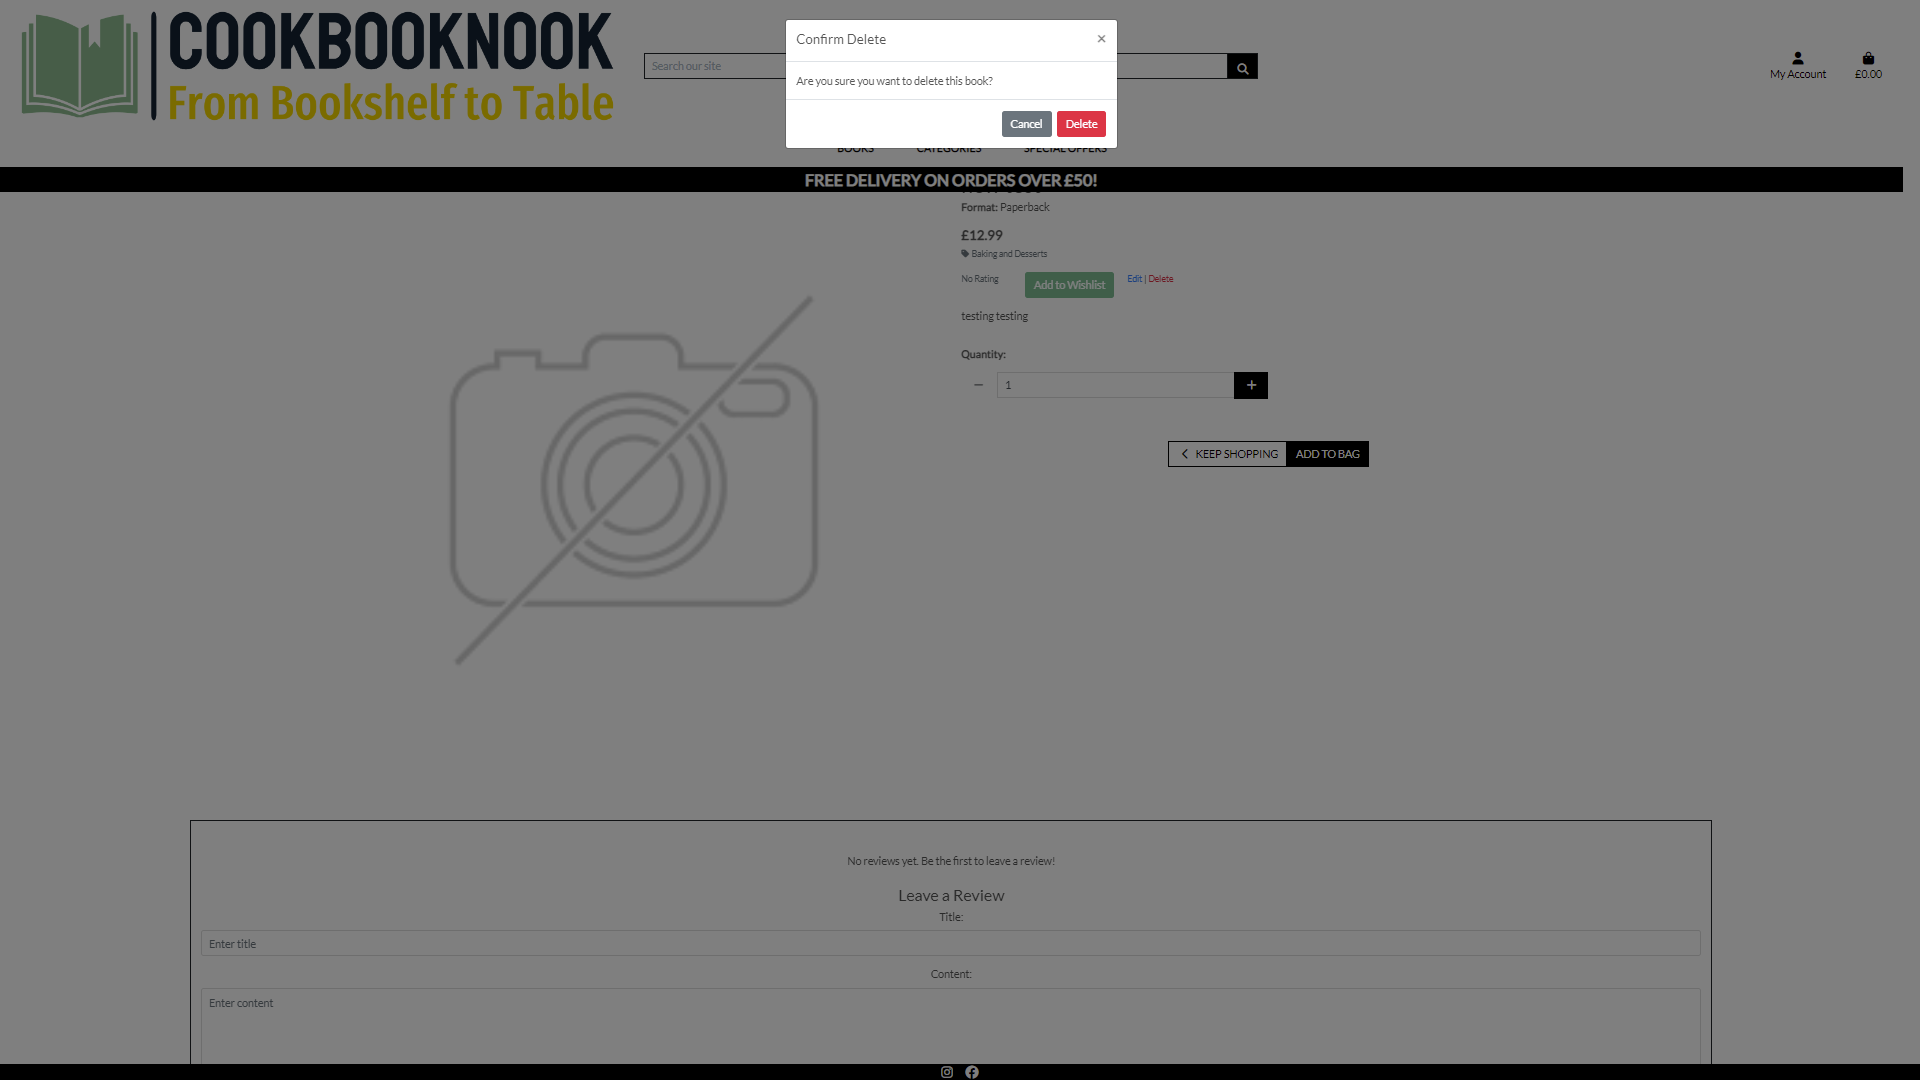 COOKBOOKNOOK
From Bookshelf to Table
Search our site
Confirm Delete
×
Are you sure you want to delete this book?
Cancel
Delete
My Account
£0.00
BOOKS
CATEGORIES
SPECIAL OFFERS
FREE DELIVERY ON ORDERS OVER £50!
Format: Paperback
£12.99
Baking and Desserts
No Rating
Add to Wishlist
Edit | Delete
testing testing
Quantity:
1
KEEP SHOPPING
ADD TO BAG
No reviews yet. Be the first to leave a review!
Leave a Review
Title:
Enter title
Content:
Enter content